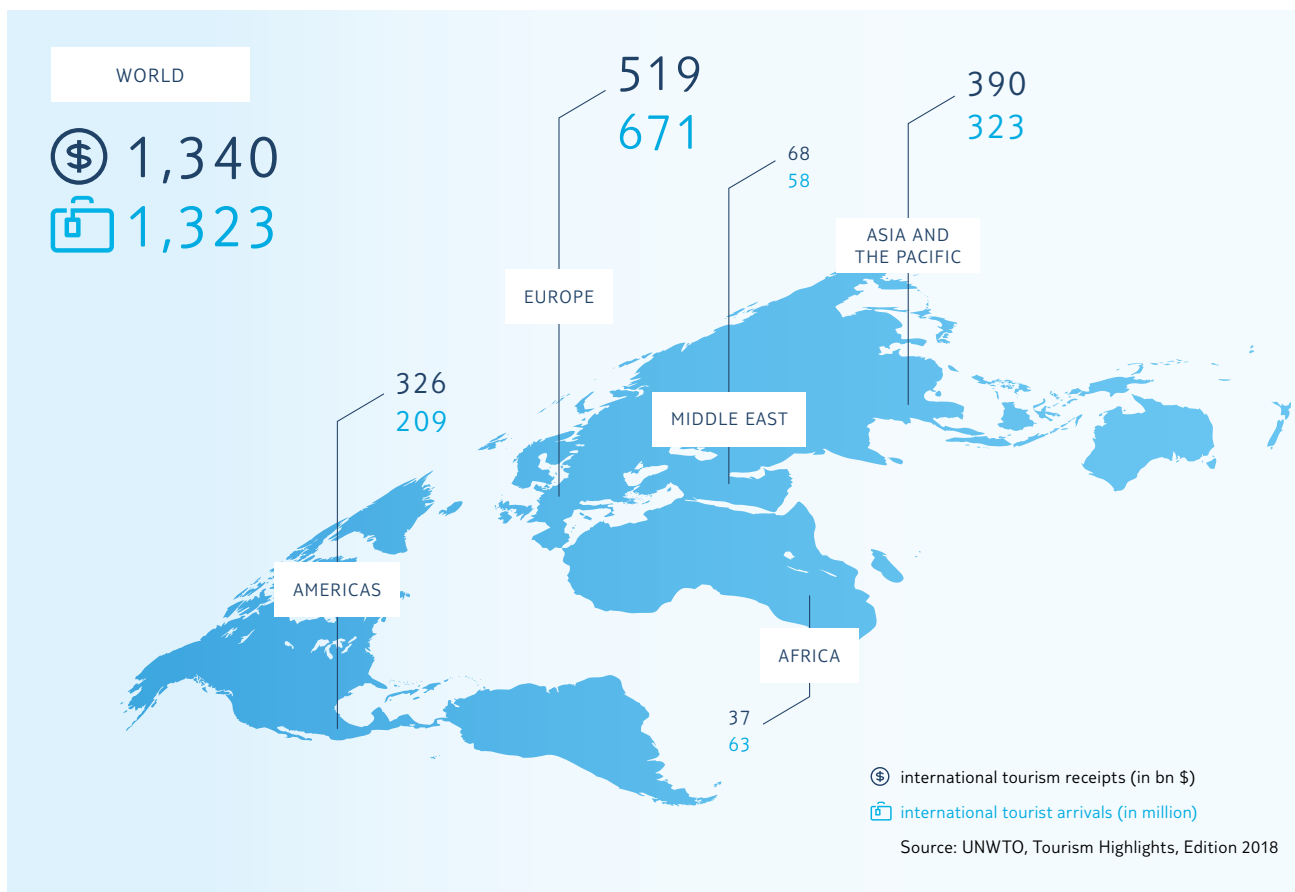 WORLD
1,340
1,323
519
671
390
323
68
58
ASIA AND
THE PACIFIC
EUROPE
326
209
MIDDLE EAST
AMERICAS
AFRICA
37
63
international tourism receipts (in bn $)
international tourist arrivals (in million)
Source: UNWTO, Tourism Highlights, Edition 2018